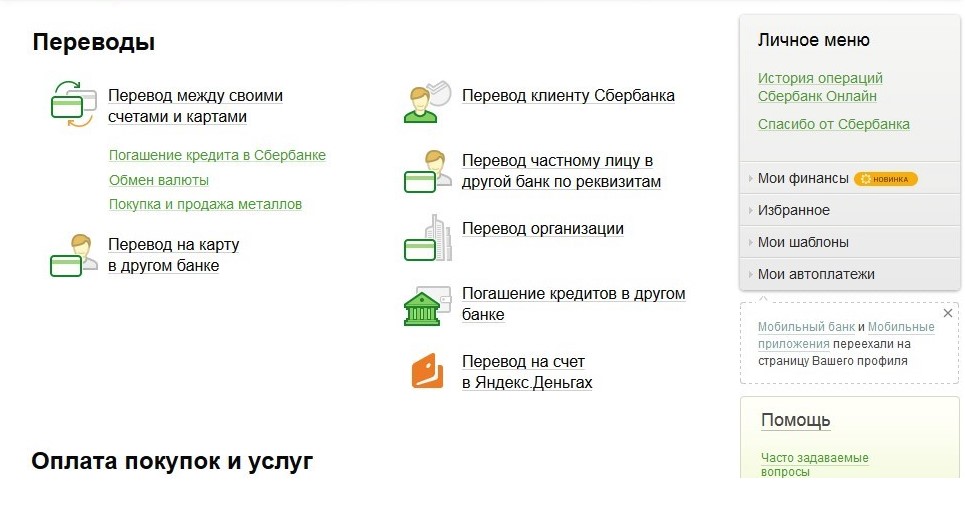 Переводы
Перевод между своими
счетами и картами
Погашение кредита в Сбербанке
Обмен валюты
Покупка и продажа металлов
Перевод на карту
в другом банке
Перевод клиенту Сбербанка
Перевод частному лицу в
другой банк по реквизитам
Перевод организации
Погашение кредитов в другом
банке
Перевод на счет
в Яндекс.Деньгах
Оплата покупок и услуг
Личное меню
История операций
Сбербанк Онлайн
Спасибо от Сбербанка
Мои финансы НОВИНКА
Избранное
Мои шаблоны
Мои автоплатежи
Мобильный банк и Мобильные
приложения переехали на
страницу Вашего профиля
Помощь
Часто задаваемые
вопросы